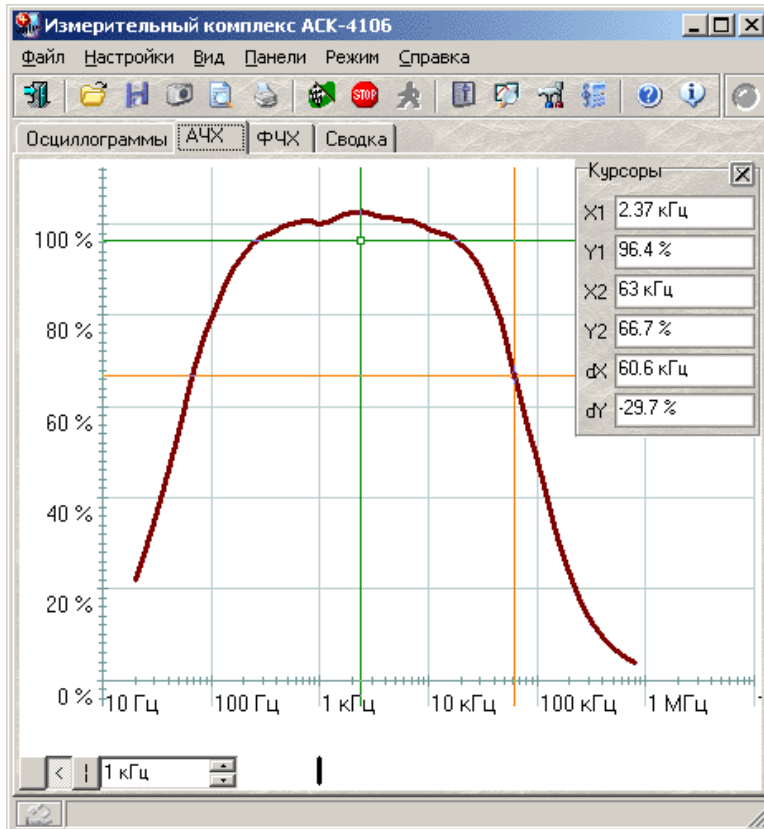 Измерительный комплекс АСК-4106
Файл Настройки Вид Панели Режим Справка
STOP
Осциллограммы АЧХ ФЧХ Сводка
Курсоры
X1 2.37 кГц
Y1 96.4 %
X2 63 кГц
Y2 66.7 %
dX 60.6 кГц
dY -29.7 %
100 %
80 %
60 %
40 %
20 %
0 %
10 Гц 100 Гц 1 кГц 10 кГц 100 кГц 1 МГц
< ¦ 1 кГц